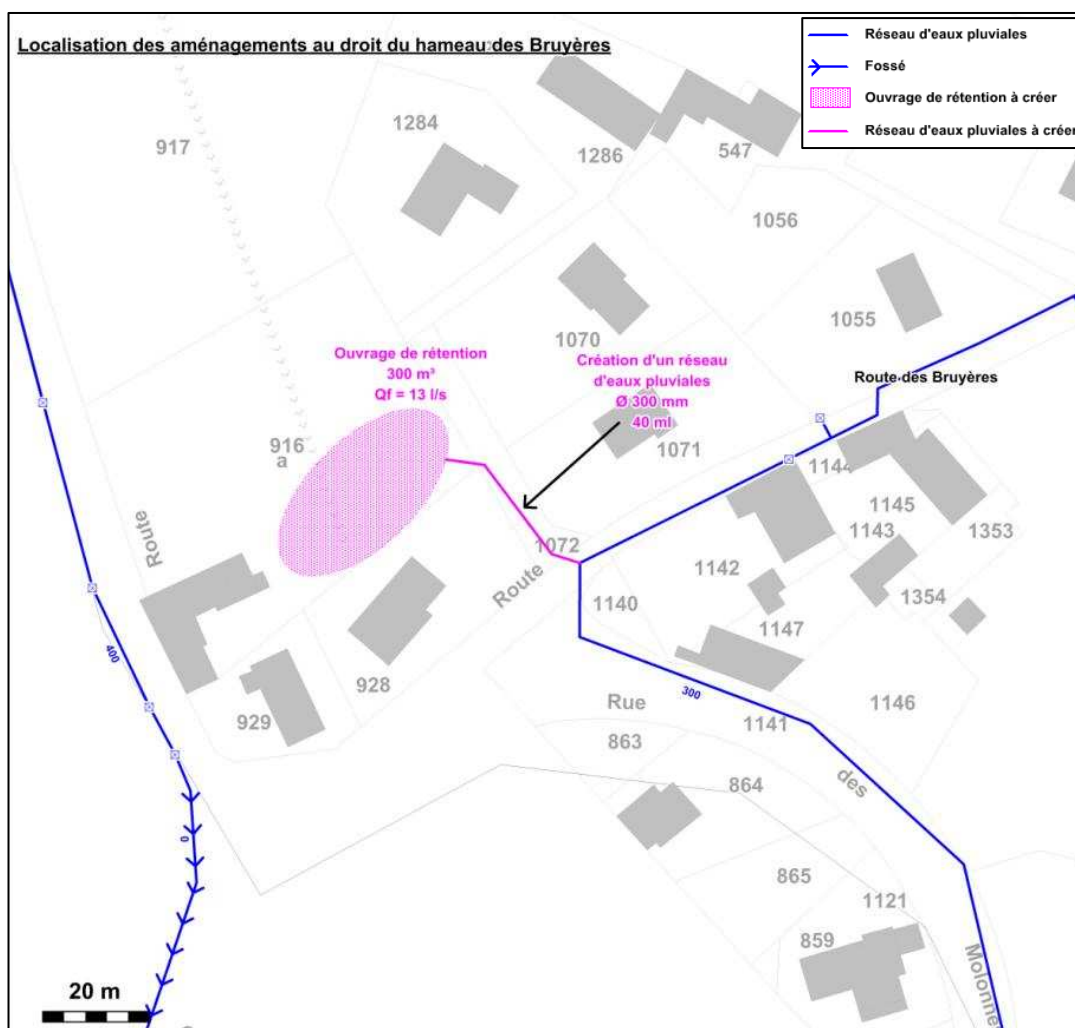 Localisation des aménagements au droit du hameau des Bruyères
Réseau d'eaux pluviales
Fossé
Ouvrage de rétention à créer
Réseau d'eaux pluviales à créer
917
1284
1286
547
1056
1055
1070
Ouvrage de rétention
300 m³
Qf = 13 l/s
Création d'un réseau
d'eaux pluviales
Ø 300 mm
40 ml
Route des Bruyères
916
a
1071
1144
1145
1143
1353
Route
1072
Route
1142
1140
1354
1147
400
928
929
Rue
300
1141
1146
863
864
des
0
865
1121
859
Molonne
20 m